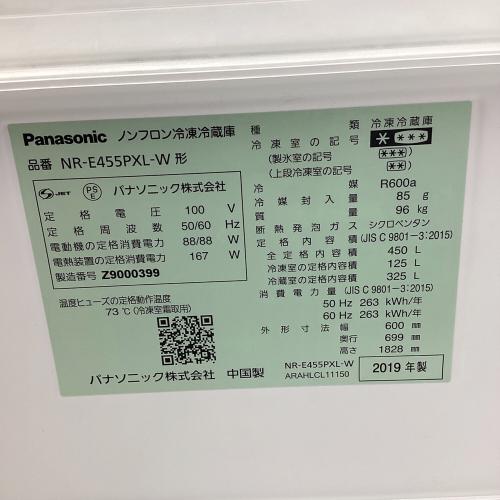 Panasonic ノンフロン冷凍冷蔵庫
品番 NR-E455PXL-W 形
JET PS E パナソニック株式会社
定格電圧 100 V
定格周波数 50/60 Hz
電動機の定格消費電力 88/88 W
電熱装置の定格消費電力 167 W
製造番号 Z9000399
温度ヒューズの定格動作温度
73℃(冷凍室霜取用)
パナソニック株式会社 中国製
種類 冷凍冷蔵庫
冷凍室の記号 ****
(製氷室の記号 ***)
(上段冷凍室の記号 **)
冷媒 R600a
冷媒封入量 85 g
質量 96 kg
断熱発泡ガス シクロペンタン
定格内容積 (JIS C 9801-3:2015)
全定格内容積 450 L
冷凍室の定格内容積 125 L
冷蔵室の定格内容積 325 L
消費電力量 (JIS C 9801-3:2015)
50 Hz 263 kWh/年
60 Hz 263 kWh/年
外形寸法 幅 600 mm
奥行 699 mm
高さ 1828 mm
NR-E455PXL-W
ARAHLCL11150
2019 年製